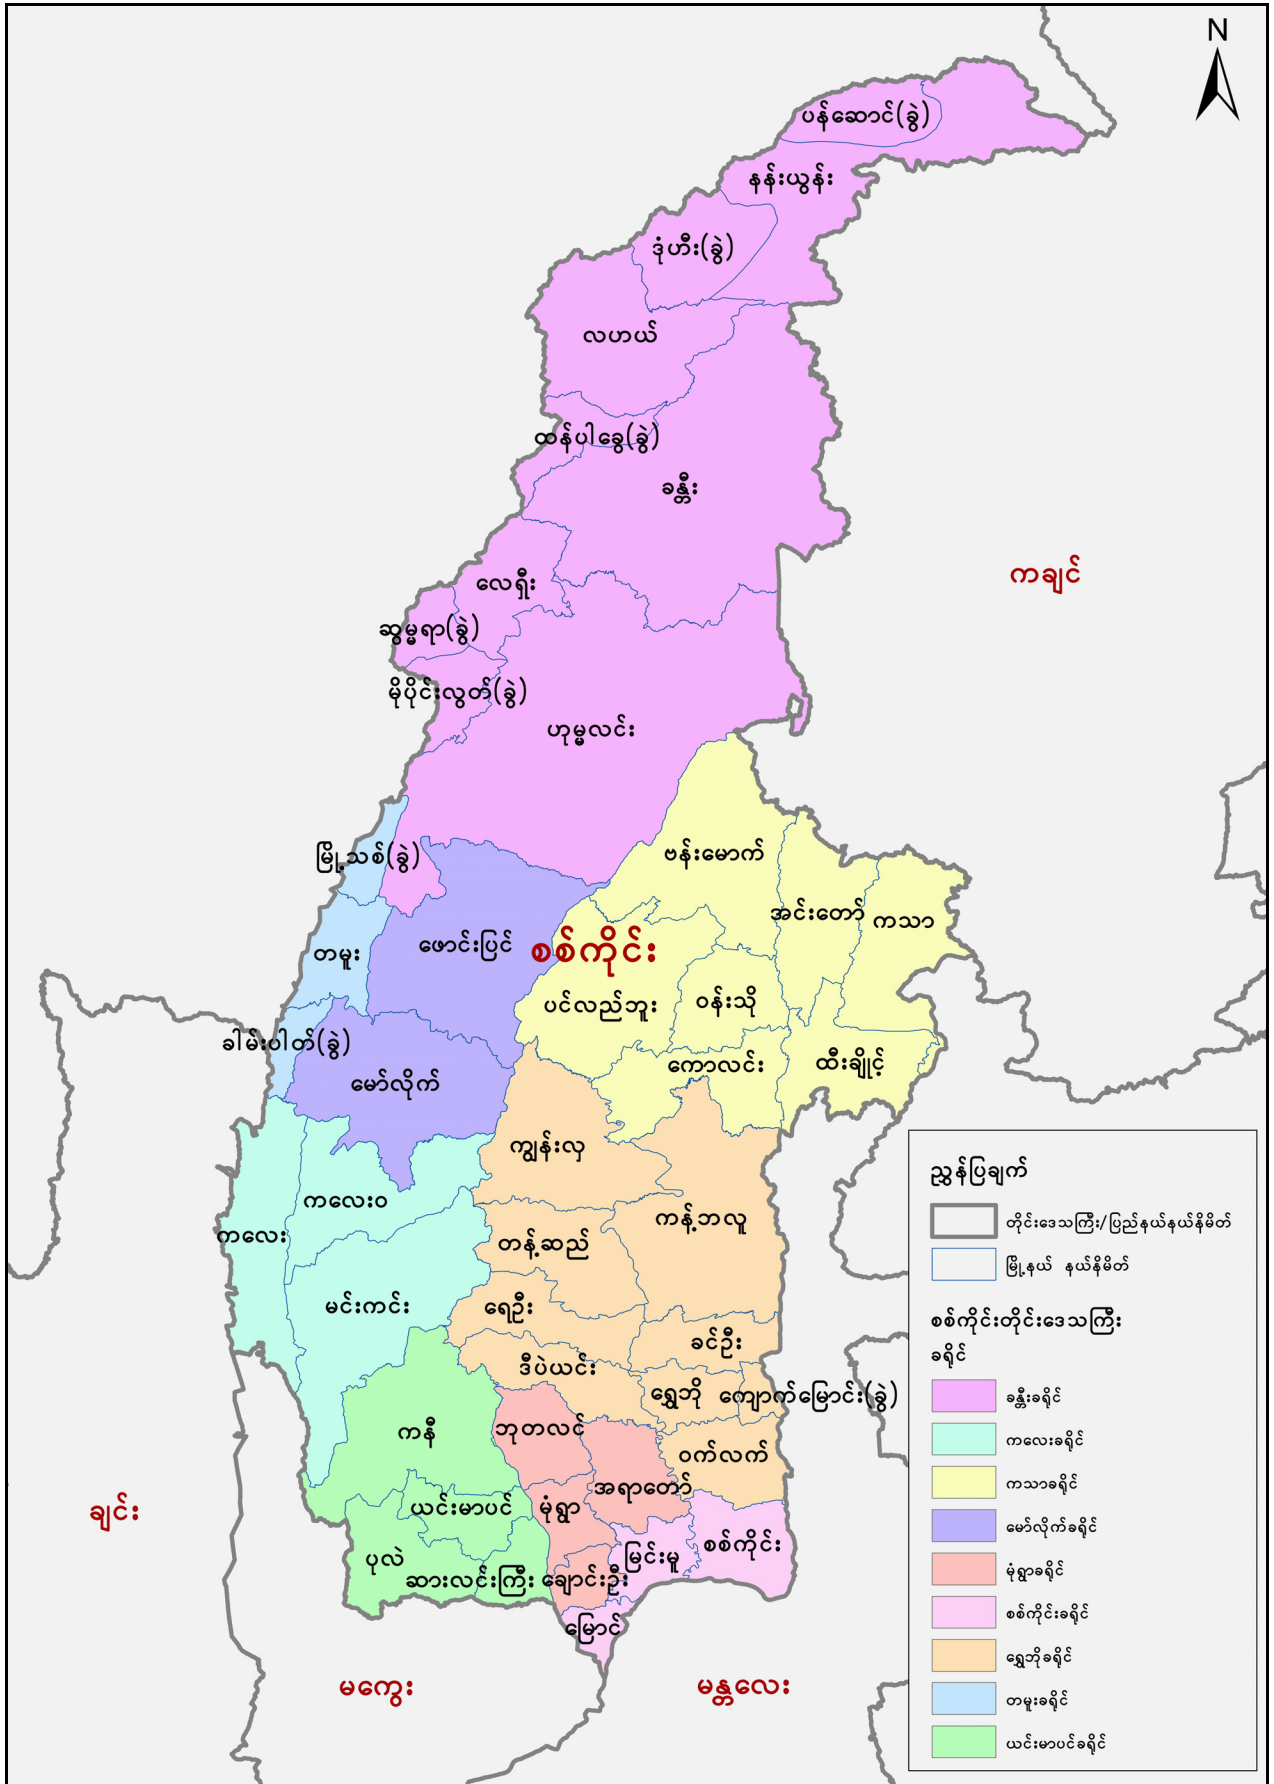 N
ပန်ဆောင်(ခွဲ)
နန်းယွန်း
ဒုံဟီး(ခွဲ)
လဟယ်
ထန်ပါခွေ(ခွဲ)
ခန္တီး
ကချင်
လေရှီး
ဆွမ္မရာ(ခွဲ)
မိုပိုင်းလွတ်(ခွဲ)
ဟုမ္မလင်း
ဗန်းမောက်
မြို့သစ်(ခွဲ)
အင်းတော်
ကသာ
ဖောင်းပြင်
စစ်ကိုင်း
တမူး
ပင်လည်ဘူး
ဝန်းသို
ခါမ်းပါတ်(ခွဲ)
ကောလင်း
ထီးချိုင့်
မော်လိုက်
ကျွန်းလှ
ကလေးဝ
ကန့်ဘလူ
ကလေး
တန့်ဆည်
မင်းကင်း
ရေဦး
ခင်ဦး
ဒီပဲယင်း
ရွှေဘို
ကျောက်မြောင်း(ခွဲ)
ကနီ
ဘုတလင်
ဝက်လက်
အရာတော်
ချင်း
ယင်းမာပင်
မုံရွာ
စစ်ကိုင်း
ပုလဲ
မြင်းမူ
ဆားလင်းကြီး
ချောင်းဦး
မြောင်
မကွေး
မန္တလေး
ညွှန်ပြချက်
တိုင်းဒေသကြီး/ပြည်နယ်နယ်နိမိတ်
မြို့နယ် နယ်နိမိတ်
စစ်ကိုင်းတိုင်းဒေသကြီး
ခရိုင်
ခန္တီးခရိုင်
ကလေးခရိုင်
ကသာခရိုင်
မော်လိုက်ခရိုင်
မုံရွာခရိုင်
စစ်ကိုင်းခရိုင်
ရွှေဘိုခရိုင်
တမူးခရိုင်
ယင်းမာပင်ခရိုင်